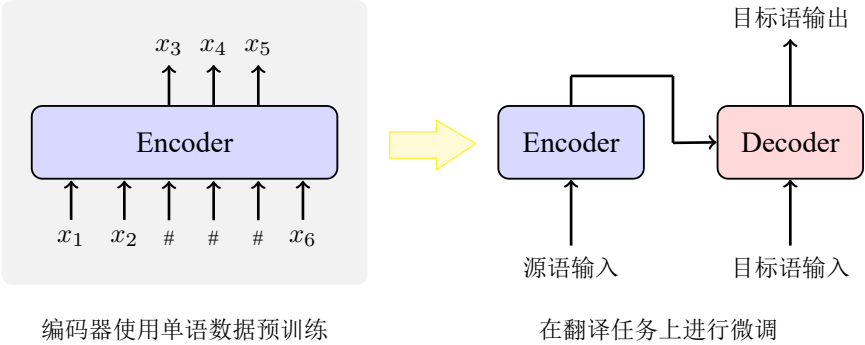 目标语输出
x3 x4 x5
Encoder Encoder Decoder
x1 x2 # # # x6
源语输入 目标语输入
编码器使用单语数据预训练 在翻译任务上进行微调